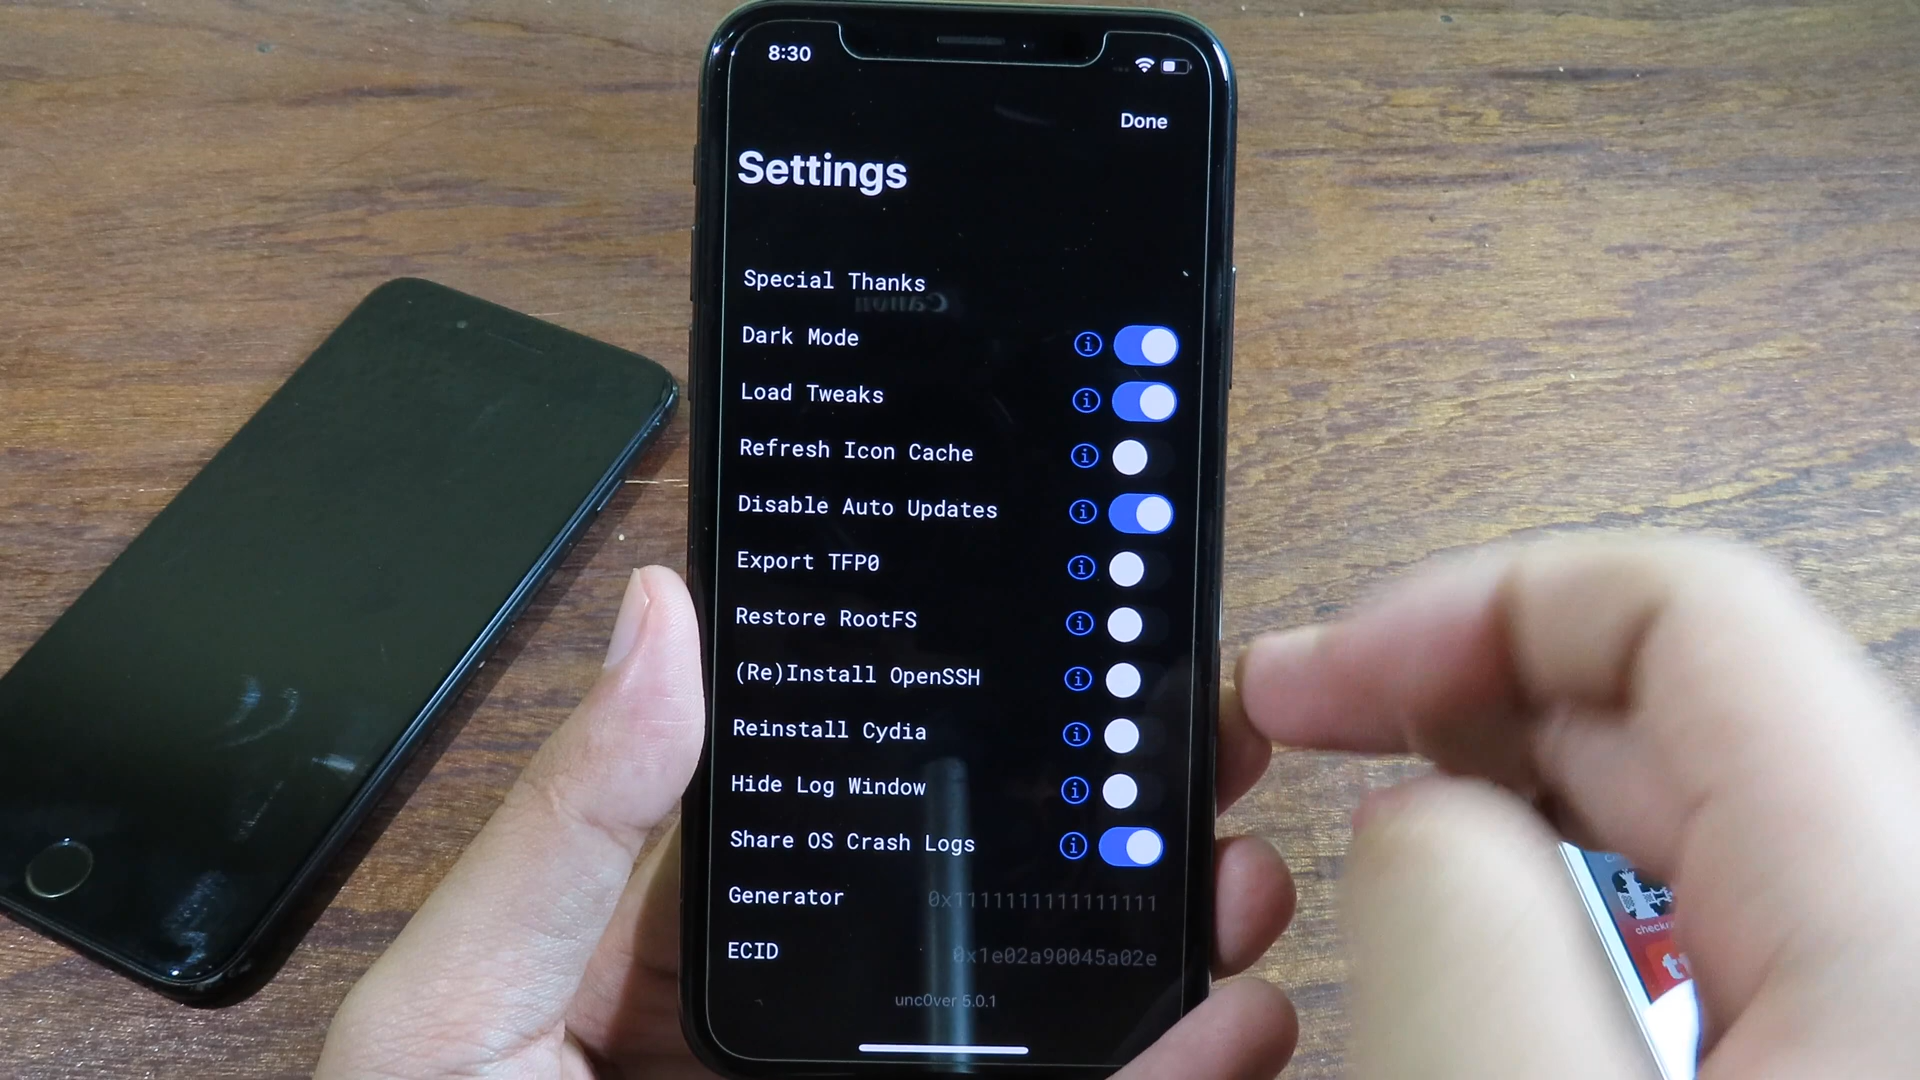 8:30
Done
Settings
Special Thanks
Canon
Dark Mode
Load Tweaks
Refresh Icon Cache
Disable Auto Updates
Export TFP0
Restore RootFS
(Re)Install OpenSSH
Reinstall Cydia
Hide Log Window
Share OS Crash Logs
Generator 0x1111111111111111
ECID 0x1e02a90045a02e
unc0ver 5.0.1